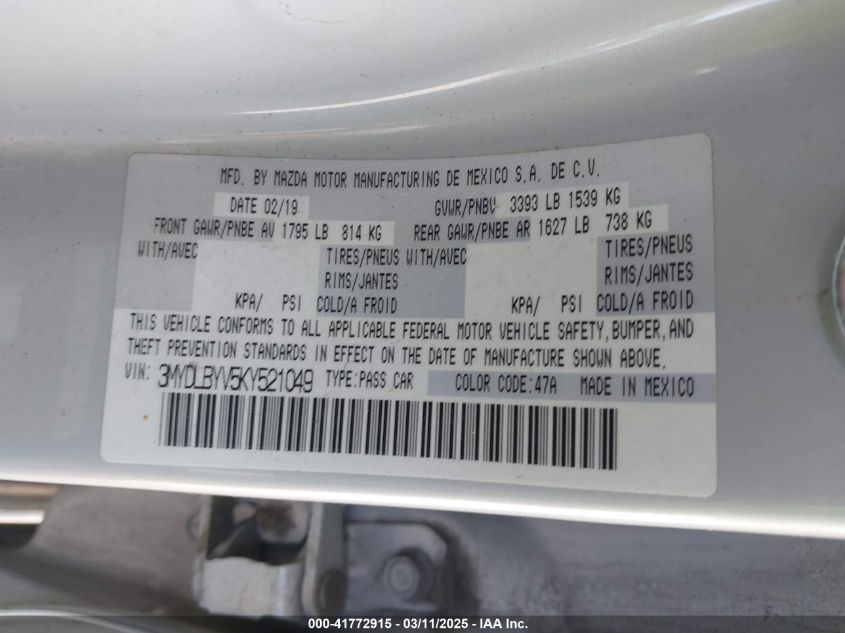 MFD. BY MAZDA MOTOR MANUFACTURING DE MEXICO S.A. DE C.V.
DATE 02/19 GVWR/PNBV 3393 LB 1539 KG
FRONT GAWR/PNBE AV 1795 LB 814 KG REAR GAWR/PNBE AR 1627 LB 738 KG
WITH/AVEC TIRES/PNEUS WITH/AVEC TIRES/PNEUS
RIMS/JANTES RIMS/JANTES
KPA/ PSI COLD/A FROID KPA/ PSI COLD/A FROID
THIS VEHICLE CONFORMS TO ALL APPLICABLE FEDERAL MOTOR VEHICLE SAFETY, BUMPER, AND
THEFT PREVENTION STANDARDS IN EFFECT ON THE DATE OF MANUFACTURE SHOWN ABOVE.
VIN: 3MYDLBYV5KY521049 TYPE:PASS CAR COLOR CODE:47A MADE IN MEXICO
000-41772915 - 03/11/2025 - IAA Inc.